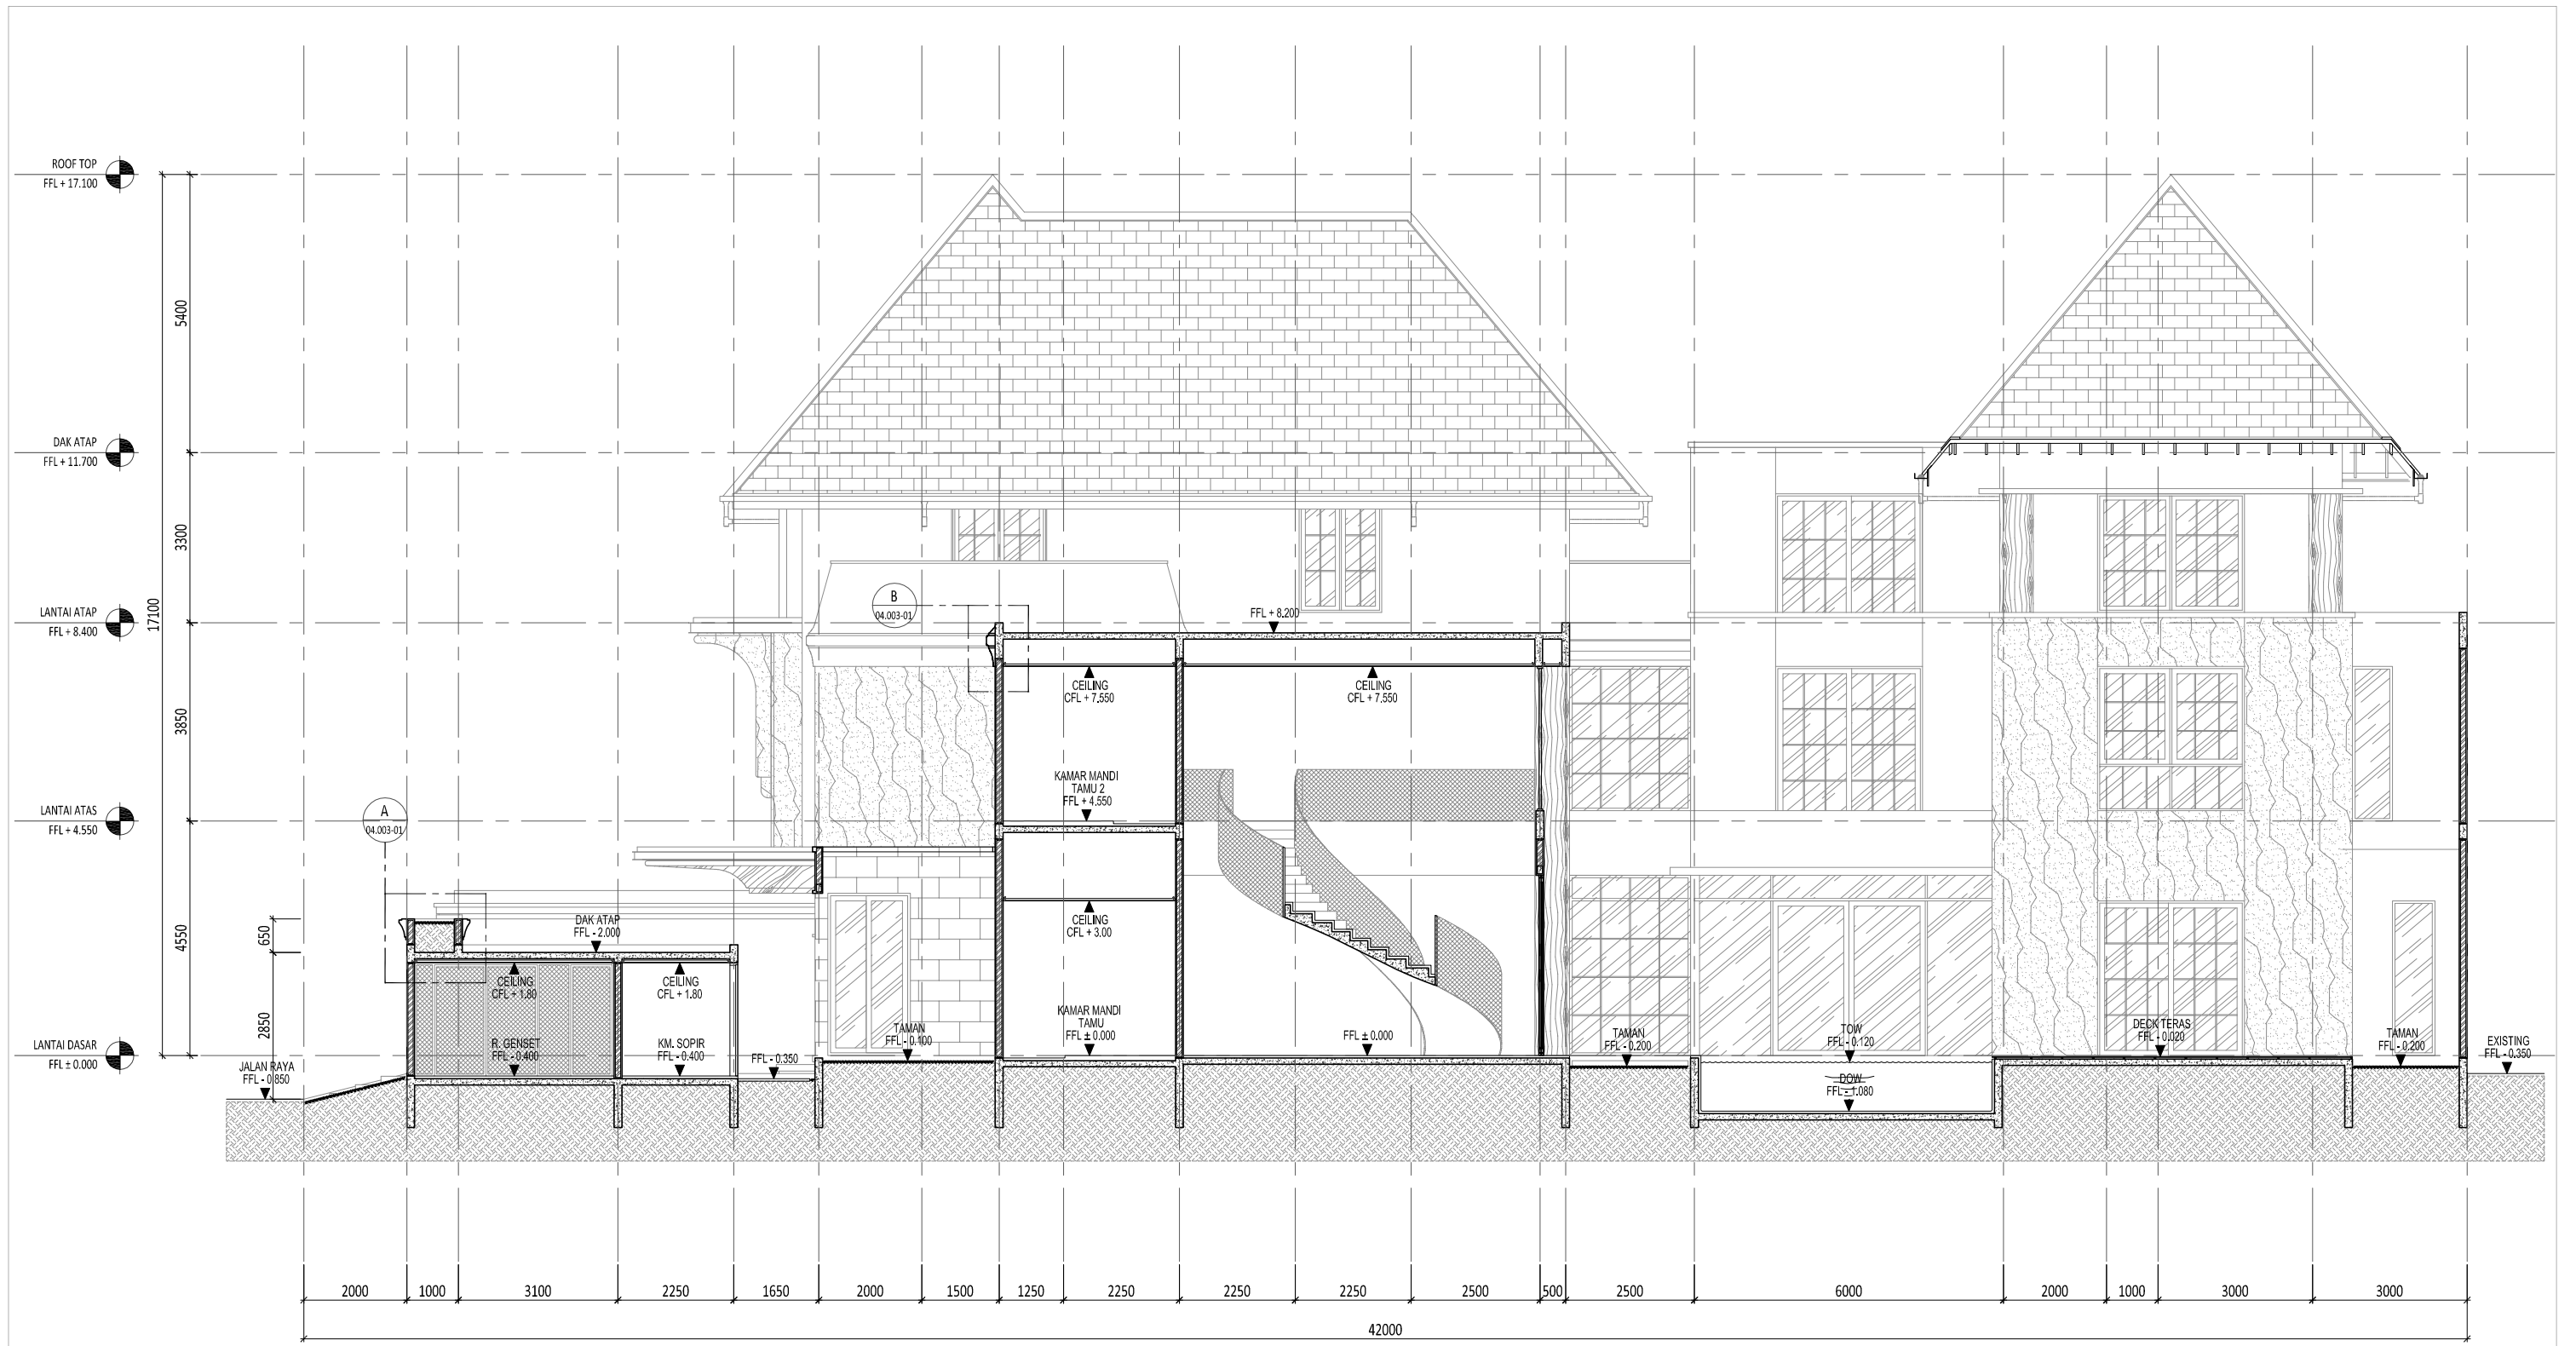 ROOF TOP
FFL + 17.100
DAK ATAP
FFL + 11.700
LANTAI ATAP
FFL + 8.400
LANTAI ATAS
FFL + 4.550
LANTAI DASAR
FFL ± 0.000
5400
3300
3850
4550
17100
650
2850
A
04.003-01
B
04.003-01
FFL + 8.200
CEILING
CFL + 7.550
CEILING
CFL + 7.550
KAMAR MANDI
TAMU 2
FFL + 4.550
CEILING
CFL + 3.00
KAMAR MANDI
TAMU
FFL ± 0.000
FFL ± 0.000
DAK ATAP
FFL - 2.000
CEILING
CFL + 1.80
CEILING
CFL + 1.80
R. GENSET
FFL - 0.400
KM. SOPIR
FFL - 0.400
FFL - 0.350
JALAN RAYA
FFL - 0.850
TAMAN
FFL - 0.100
TAMAN
FFL - 0.200
TOW
FFL - 0.120
DOW
FFL - 1.080
DECK TERAS
FFL - 0.020
TAMAN
FFL - 0.200
EXISTING
FFL - 0.350
2000 1000 3100 2250 1650 2000 1500 1250 2250 2250 2250 2500 500 2500 6000 2000 1000 3000 3000
42000